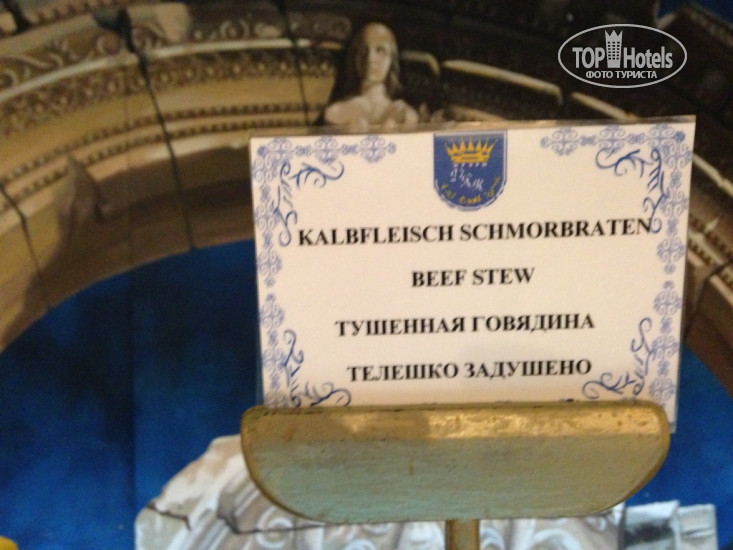 TOP Hotels
ФОТО ТУРИСТА
KALBFLEISCH SCHMORBRATEN
BEEF STEW
ТУШЕННАЯ ГОВЯДИНА
ТЕЛЕШКО ЗАДУШЕНО